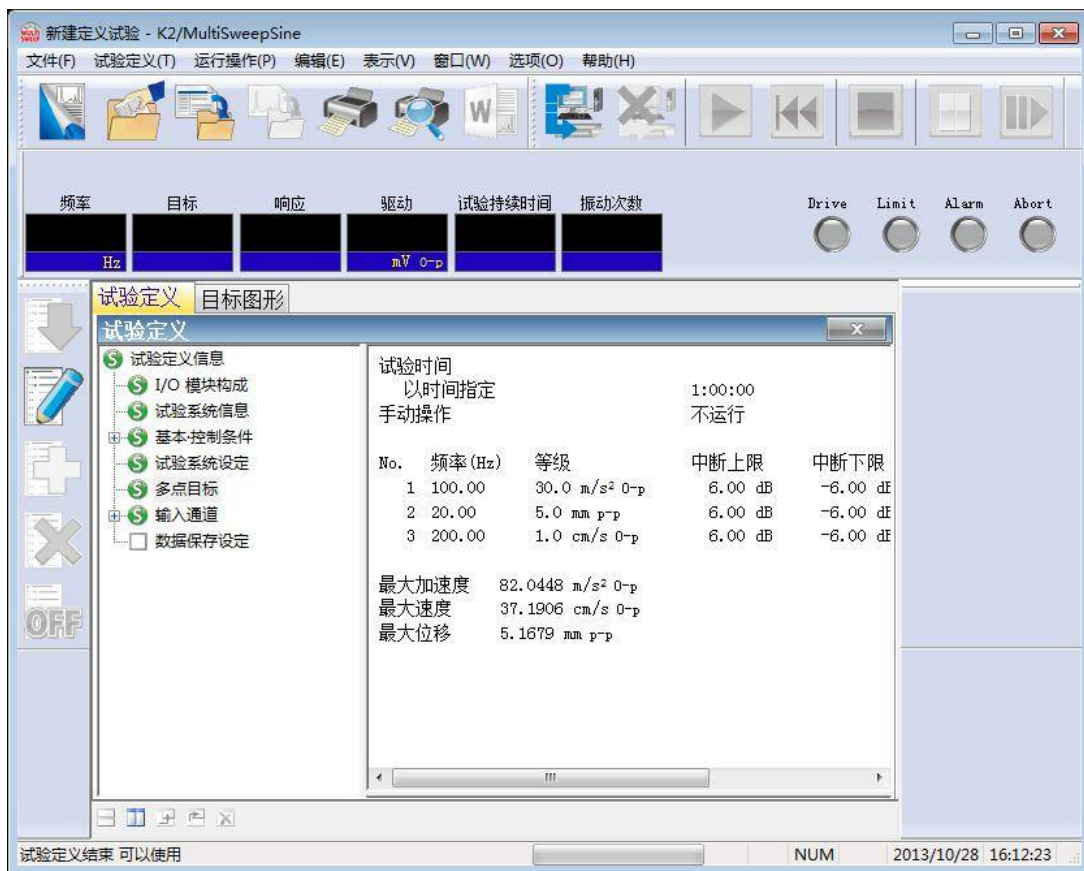 新建定义试验 - K2/MultiSweepSine
文件(F) 试验定义(T) 运行操作(P) 编辑(E) 表示(V) 窗口(W) 选项(O) 帮助(H)
频率 目标 响应 驱动 试验持续时间 振动次数 Drive Limit Alarm Abort
Hz mV 0-p
试验定义 目标图形
试验定义
试验定义信息
I/O 模块构成
试验系统信息
基本·控制条件
试验系统设定
多点目标
输入通道
数据保存设定
试验时间
以时间指定 1:00:00
手动操作 不运行
No. 频率(Hz) 等级 中断上限 中断下限
1 100.00 30.0 m/s² 0-p 6.00 dB -6.00 dB
2 20.00 5.0 mm p-p 6.00 dB -6.00 dB
3 200.00 1.0 cm/s 0-p 6.00 dB -6.00 dB
最大加速度 82.0448 m/s² 0-p
最大速度 37.1906 cm/s 0-p
最大位移 5.1679 mm p-p
OFF
试验定义结束 可以使用 NUM 2013/10/28 16:12:23